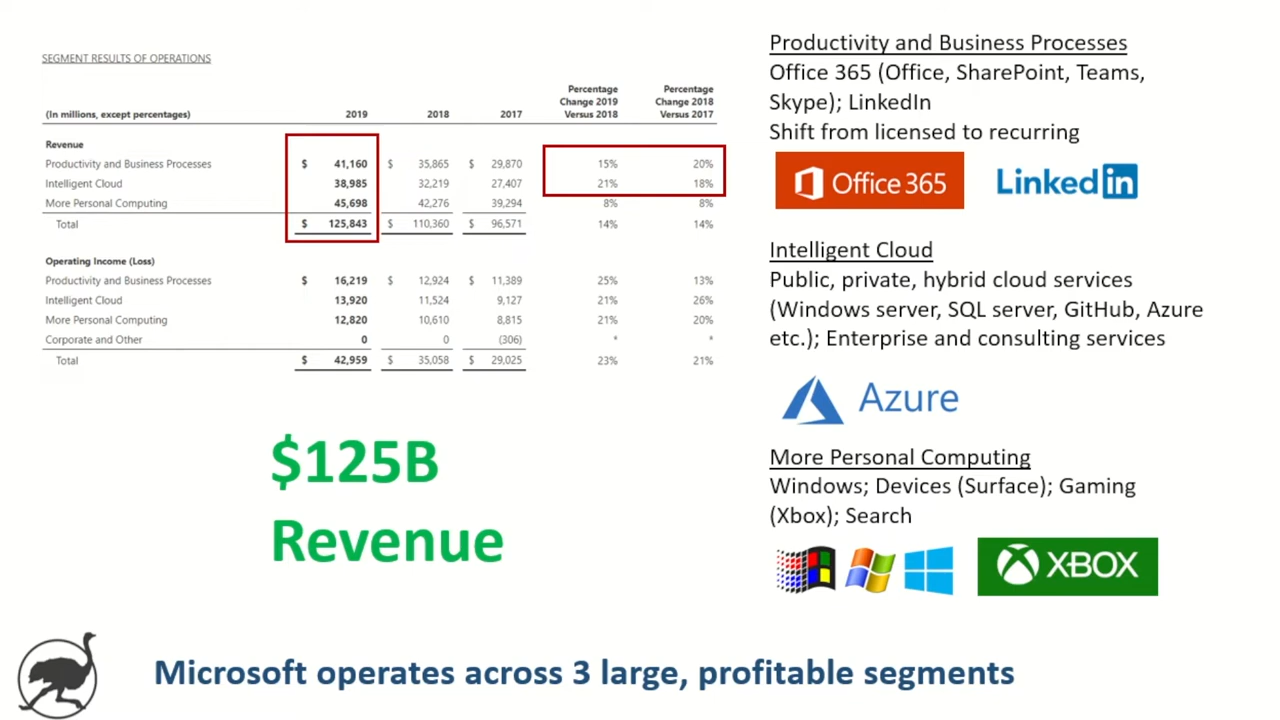 SEGMENT RESULTS OF OPERATIONS
(In millions, except percentages) 2019 2018 2017 Percentage Change 2019 Versus 2018 Percentage Change 2018 Versus 2017
Revenue
Productivity and Business Processes $ 41,160 $ 35,865 $ 29,870 15% 20%
Intelligent Cloud 38,985 32,219 27,407 21% 18%
More Personal Computing 45,698 42,276 39,294 8% 8%
Total $ 125,843 $ 110,360 $ 96,571 14% 14%
Operating Income (Loss)
Productivity and Business Processes $ 16,219 $ 12,924 $ 11,389 25% 13%
Intelligent Cloud 13,920 11,524 9,127 21% 26%
More Personal Computing 12,820 10,610 8,815 21% 20%
Corporate and Other 0 0 (306) * *
Total $ 42,959 $ 35,058 $ 29,025 23% 21%
$125B
Revenue
Productivity and Business Processes
Office 365 (Office, SharePoint, Teams,
Skype); LinkedIn
Shift from licensed to recurring
Office 365
Linked in
Intelligent Cloud
Public, private, hybrid cloud services
(Windows server, SQL server, GitHub, Azure
etc.); Enterprise and consulting services
Azure
More Personal Computing
Windows; Devices (Surface); Gaming
(Xbox); Search
XBOX
Microsoft operates across 3 large, profitable segments